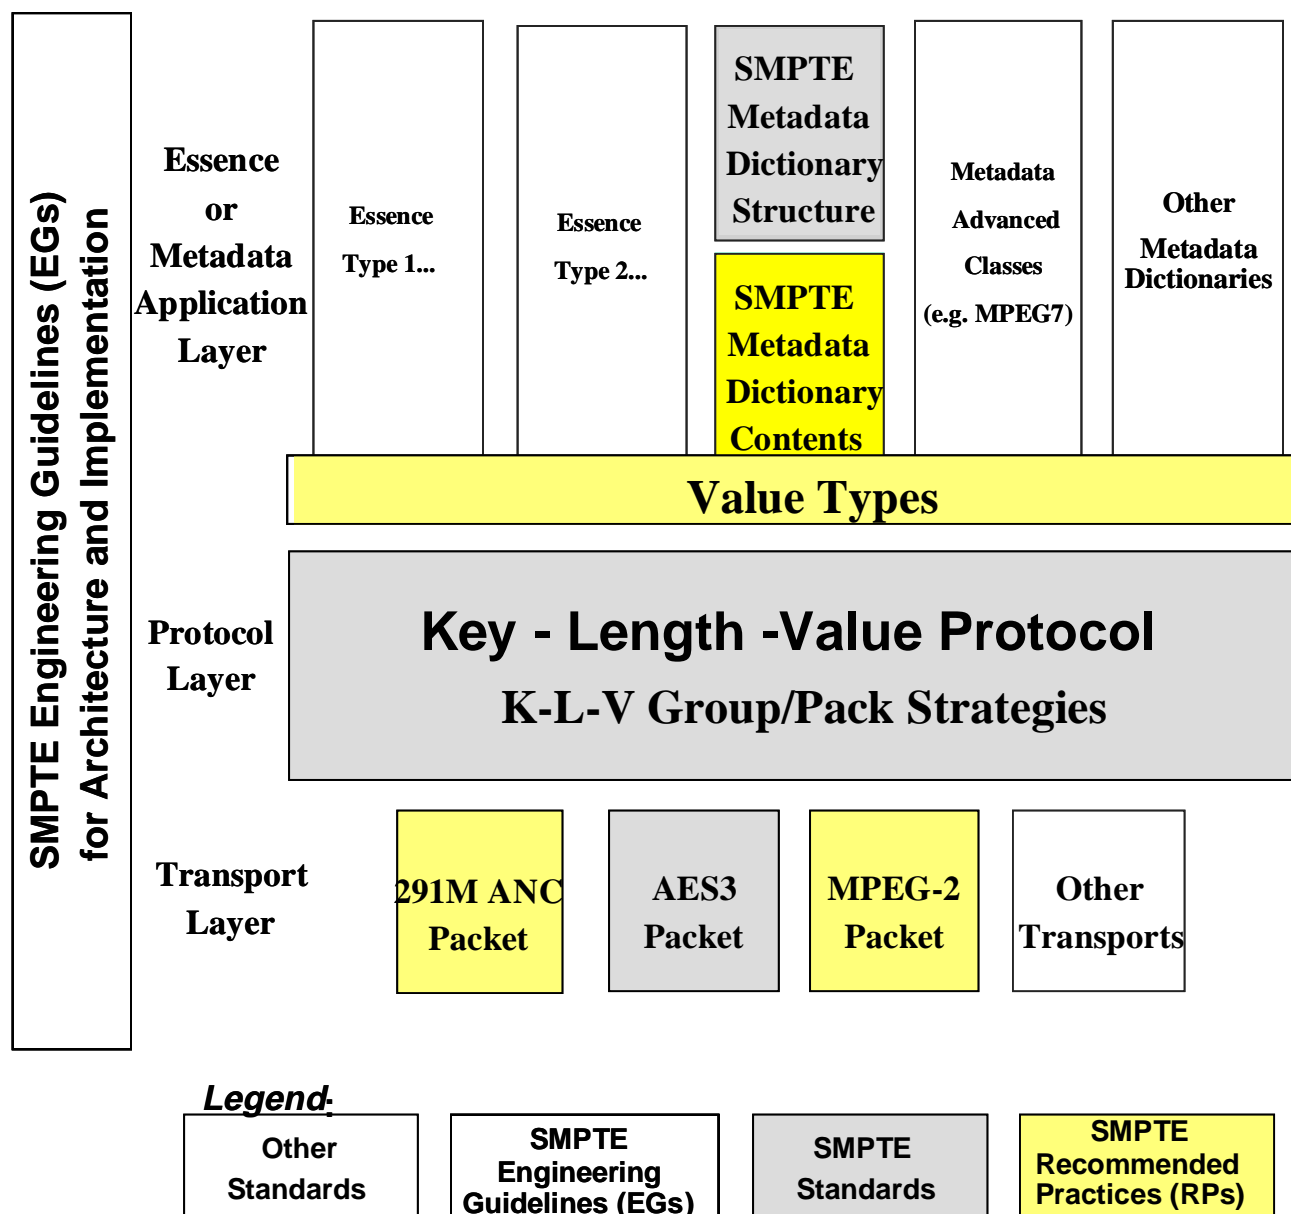 SMPTE Engineering Guidelines (EGs)
for Architecture and Implementation
Essence
or
Metadata
Application
Layer
Essence
Type 1...
Essence
Type 2...
SMPTE
Metadata
Dictionary
Structure
SMPTE
Metadata
Dictionary
Contents
Metadata
Advanced
Classes
(e.g. MPEG7)
Other
Metadata
Dictionaries
Value Types
Protocol
Layer
Key - Length -Value Protocol
K-L-V Group/Pack Strategies
Transport
Layer
291M ANC
Packet
AES3
Packet
MPEG-2
Packet
Other
Transports
Legend:
Other
Standards
SMPTE
Engineering
Guidelines (EGs)
SMPTE
Standards
SMPTE
Recommended
Practices (RPs)